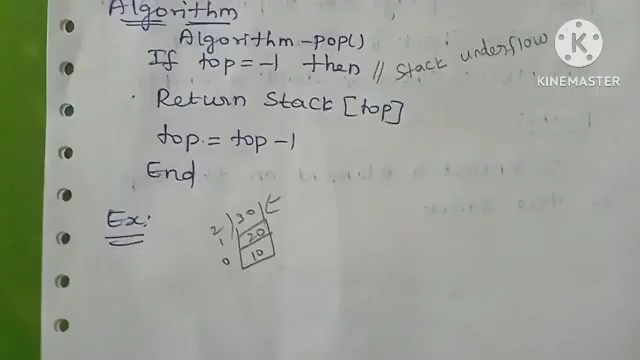 Algorithm
Algorithm-POP()
If top = -1 then // Stack underflow
Return Stack [top]
top = top -1
End
Ex:
2 30
1 20
0 10
KINEMASTER